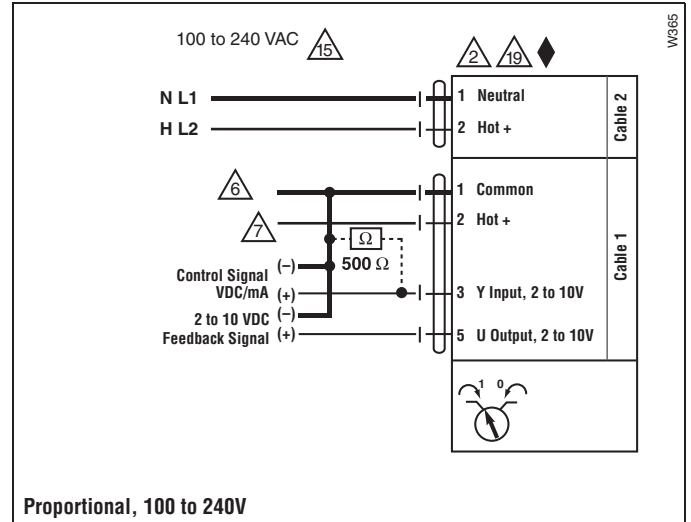 W365
100 to 240 VAC 15
2 19
N L1
H L2
1 Neutral
2 Hot +
Cable 2
6
7
1 Common
2 Hot +
Ω
500 Ω
Control Signal (–)
VDC/mA (+)
2 to 10 VDC (–)
Feedback Signal (+)
3 Y Input, 2 to 10V
5 U Output, 2 to 10V
Cable 1
1 0
Proportional, 100 to 240V